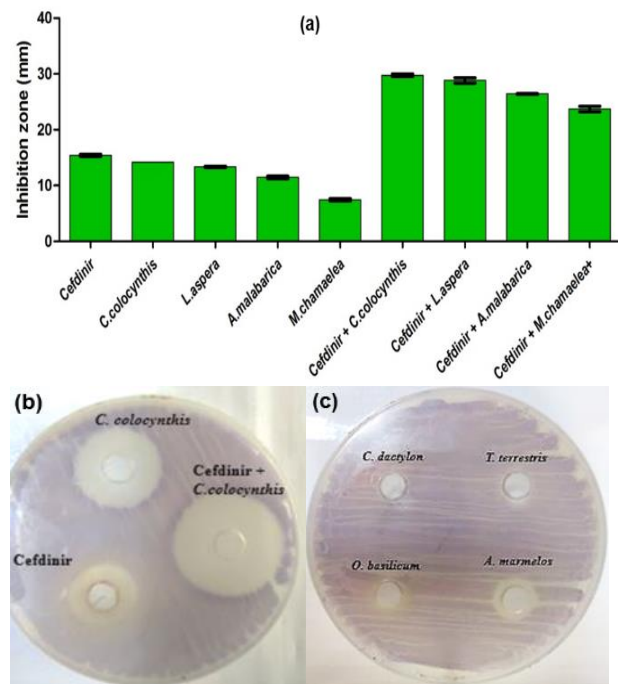 (a)
Inhibition zone (mm)
40
30
20
10
0
Cefdinir
C.colocynthis
L.aspera
A.malabarica
M.chamaelea
Cefdinir + C.colocynthis
Cefdinir + L.aspera
Cefdinir + A.malabarica
Cefdinir + M.chamaelea+
(b)
C. colocynthis
Cefdinir +
C.colocynthis
Cefdinir
(c)
C. dactylon
T. terrestris
O. basilicum
A. marmelos